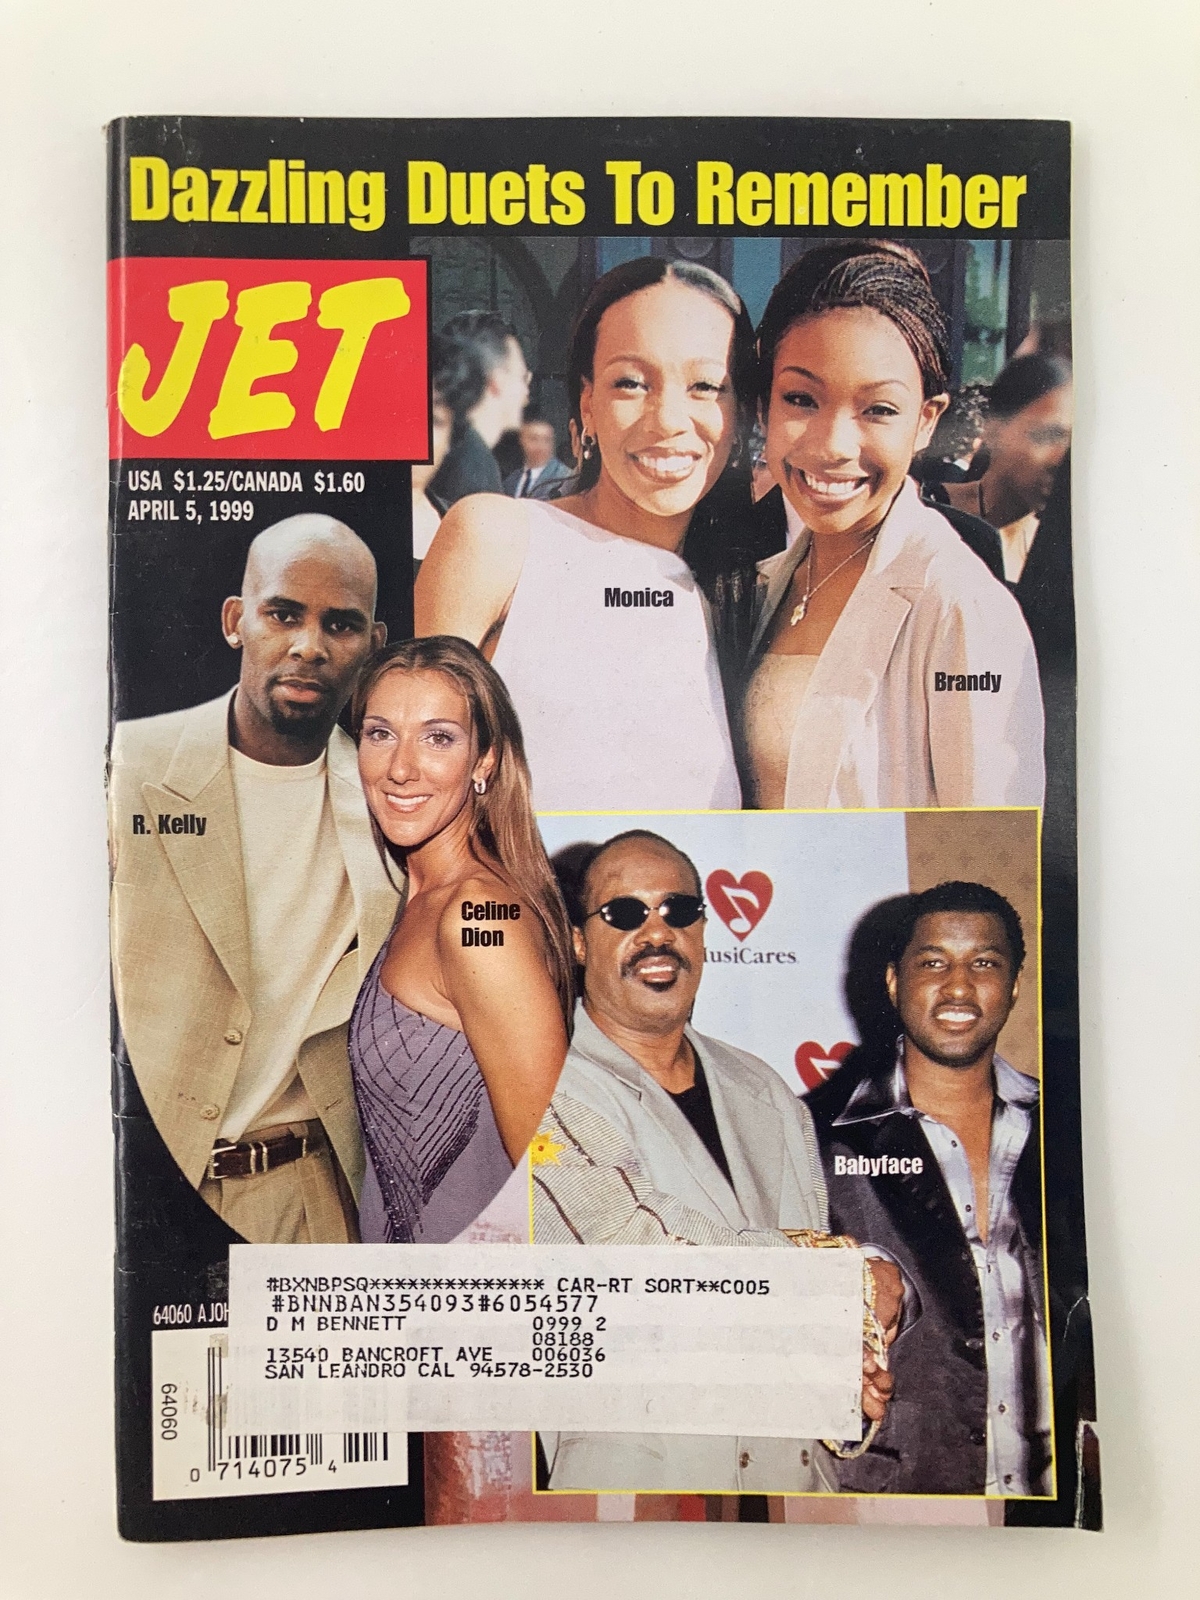 Dazzling Duets To Remember
JET
USA $1.25/CANADA $1.60
APRIL 5, 1999
Monica
Brandy
R. Kelly
Celine
Dion
MusiCares
Babyface
#BXNBPSQ************** CAR-RT SORT**C005
#BNNBAN354093#6054577
D M BENNETT 0999 2
08188
13540 BANCROFT AVE 006036
SAN LEANDRO CAL 94578-2530
64060 A JOH
64060
0 714075 4